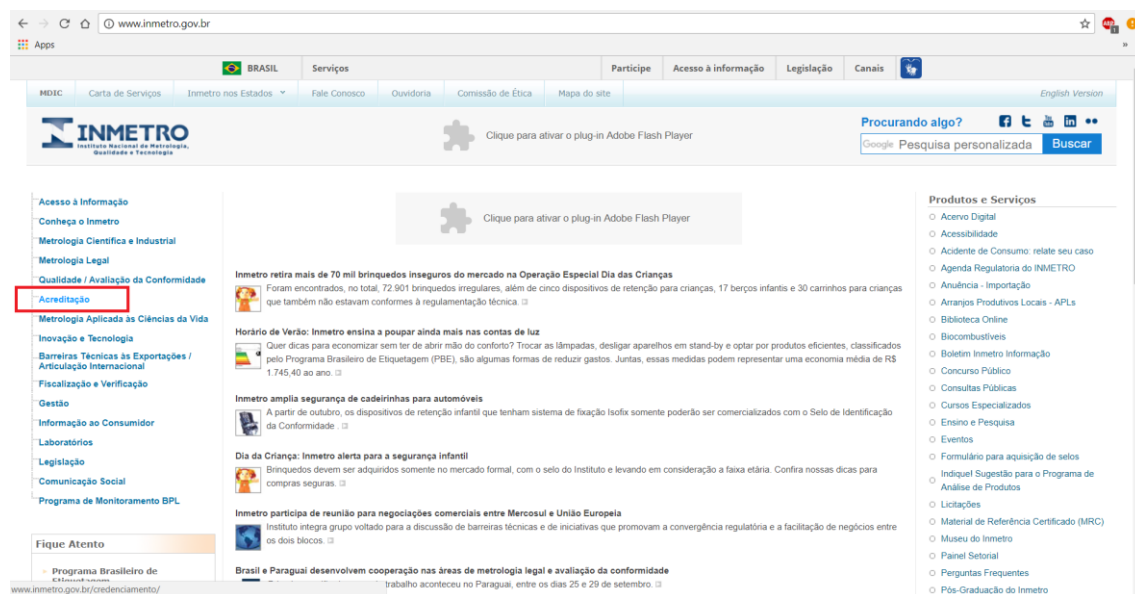 www.inmetro.gov.br
Apps
BRASIL Serviços Participe Acesso à informação Legislação Canais
MDIC Carta de Serviços Inmetro nos Estados Fale Conosco Ouvidoria Comissão de Ética Mapa do site English Version
INMETRO
Instituto Nacional de Metrologia,
Qualidade e Tecnologia
Clique para ativar o plug-in Adobe Flash Player
Procurando algo?
Google Pesquisa personalizada Buscar
Acesso à Informação
Conheça o Inmetro
Metrologia Científica e Industrial
Metrologia Legal
Qualidade / Avaliação da Conformidade
Acreditação
Metrologia Aplicada às Ciências da Vida
Inovação e Tecnologia
Barreiras Técnicas às Exportações /
Articulação Internacional
Fiscalização e Verificação
Gestão
Informação ao Consumidor
Laboratórios
Legislação
Comunicação Social
Programa de Monitoramento BPL
Fique Atento
Programa Brasileiro de
www.inmetro.gov.br/credenciamento/
Clique para ativar o plug-in Adobe Flash Player
Inmetro retira mais de 70 mil brinquedos inseguros do mercado na Operação Especial Dia das Crianças
Foram encontrados, no total, 72.901 brinquedos irregulares, além de cinco dispositivos de retenção para crianças, 17 berços infantis e 30 carrinhos para crianças
que também não estavam conformes à regulamentação técnica.
Horário de Verão: Inmetro ensina a poupar ainda mais nas contas de luz
Quer dicas para economizar sem ter de abrir mão do conforto? Trocar as lâmpadas, desligar aparelhos em stand-by e optar por produtos eficientes, classificados
pelo Programa Brasileiro de Etiquetagem (PBE), são algumas formas de reduzir gastos. Juntas, essas medidas podem representar uma economia média de R$
1.745,40 ao ano.
Inmetro amplia segurança de cadeirinhas para automóveis
A partir de outubro, os dispositivos de retenção infantil que tenham sistema de fixação Isofix somente poderão ser comercializados com o Selo de Identificação
da Conformidade .
Dia da Criança: Inmetro alerta para a segurança infantil
Brinquedos devem ser adquiridos somente no mercado formal, com o selo do Instituto e levando em consideração a faixa etária. Confira nossas dicas para
compras seguras.
Inmetro participa de reunião para negociações comerciais entre Mercosul e União Europeia
Instituto integra grupo voltado para a discussão de barreiras técnicas e de iniciativas que promovam a convergência regulatória e a facilitação de negócios entre
os dois blocos.
Brasil e Paraguai desenvolvem cooperação nas áreas de metrologia legal e avaliação da conformidade
trabalho aconteceu no Paraguai, entre os dias 25 e 29 de setembro.
Produtos e Serviços
Acervo Digital
Acessibilidade
Acidente de Consumo: relate seu caso
Agenda Regulatoria do INMETRO
Anuência - Importação
Arranjos Produtivos Locais - APLs
Biblioteca Online
Biocombustíveis
Boletim Inmetro Informação
Concurso Público
Consultas Públicas
Cursos Especializados
Ensino e Pesquisa
Eventos
Formulário para aquisição de selos
Indique! Sugestão para o Programa de
Análise de Produtos
Licitações
Material de Referência Certificado (MRC)
Museu do Inmetro
Painel Setorial
Perguntas Frequentes
Pós-Graduação do Inmetro